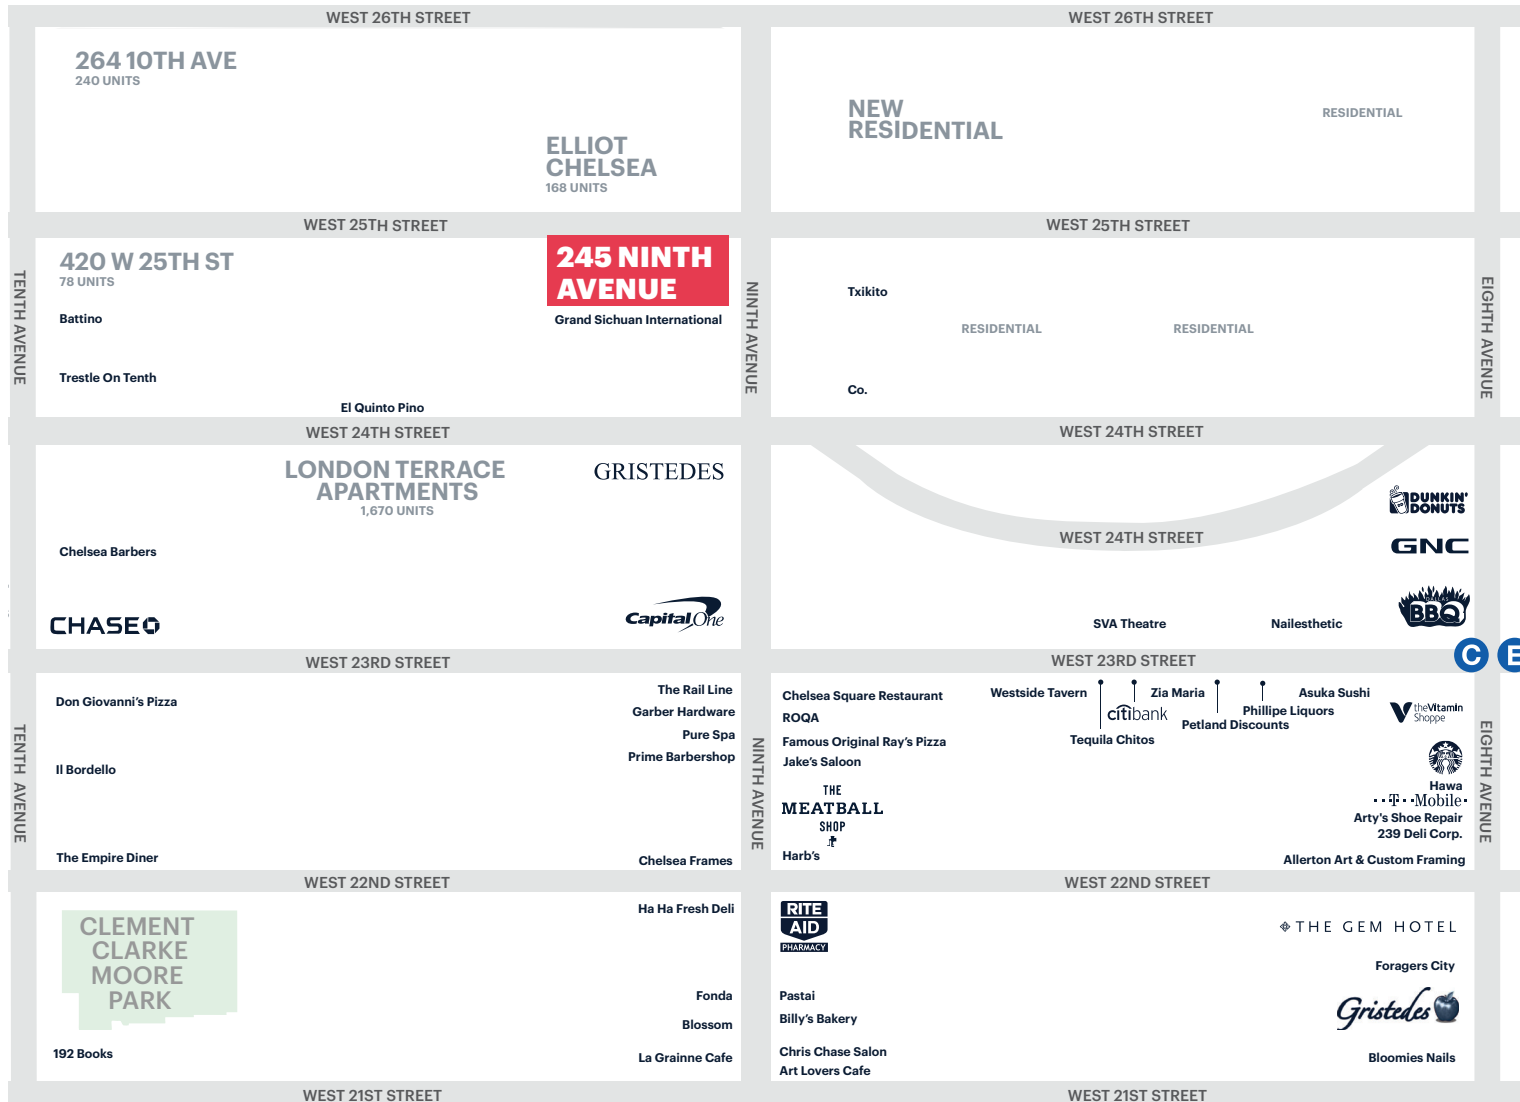 WEST 26TH STREET
WEST 26TH STREET
264 10TH AVE
240 UNITS
ELLIOT
CHELSEA
168 UNITS
NEW
RESIDENTIAL
RESIDENTIAL
WEST 25TH STREET
WEST 25TH STREET
TENTH AVENUE
420 W 25TH ST
78 UNITS
Battino
Trestle On Tenth
El Quinto Pino
245 NINTH
AVENUE
Grand Sichuan International
NINTH AVENUE
Txikito
RESIDENTIAL
RESIDENTIAL
Co.
EIGHTH AVENUE
WEST 24TH STREET
WEST 24TH STREET
LONDON TERRACE
APARTMENTS
1,670 UNITS
GRISTEDES
Chelsea Barbers
CHASE
Capital One
WEST 24TH STREET
DUNKIN'
DONUTS
GNC
DALLAS
BBQ
SVA Theatre
Nailesthetic
WEST 23RD STREET
WEST 23RD STREET
C
E
TENTH AVENUE
Don Giovanni's Pizza
Il Bordello
The Empire Diner
The Rail Line
Garber Hardware
Pure Spa
Prime Barbershop
Chelsea Frames
NINTH AVENUE
Chelsea Square Restaurant
ROQA
Famous Original Ray's Pizza
Jake's Saloon
THE
MEATBALL
SHOP
Harb's
Westside Tavern
Tequila Chitos
citibank
Zia Maria
Petland Discounts
Phillipe Liquors
Asuka Sushi
theVitamin
Shoppe
Hawa
T Mobile
Arty's Shoe Repair
239 Deli Corp.
Allerton Art & Custom Framing
EIGHTH AVENUE
WEST 22ND STREET
WEST 22ND STREET
CLEMENT
CLARKE
MOORE
PARK
192 Books
Ha Ha Fresh Deli
Fonda
Blossom
La Grainne Cafe
RITE
AID
PHARMACY
Pastai
Billy's Bakery
Chris Chase Salon
Art Lovers Cafe
THE GEM HOTEL
Foragers City
Gristedes
Bloomies Nails
WEST 21ST STREET
WEST 21ST STREET